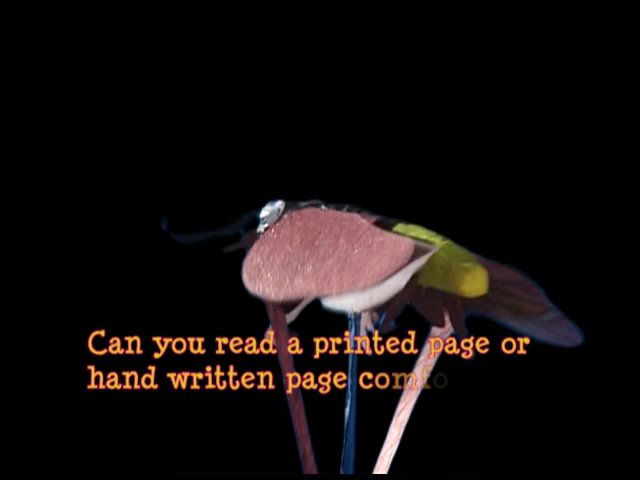 Can you read a printed page or
hand written page comfo